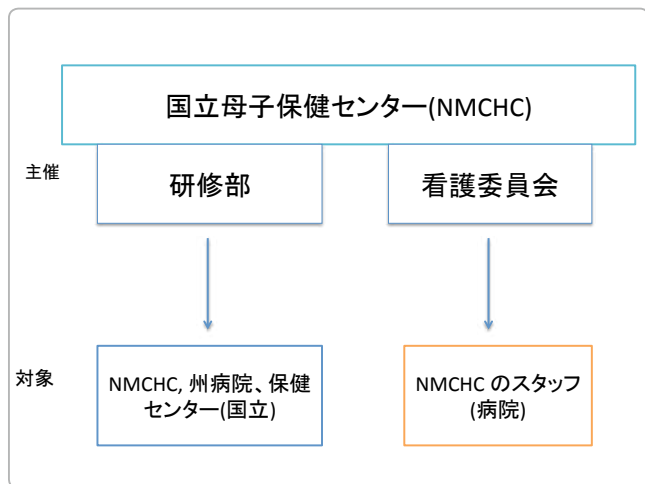 国立母子保健センター(NMCHC)
主催
研修部
看護委員会
対象
NMCHC, 州病院、保健
センター(国立)
NMCHC のスタッフ
(病院)